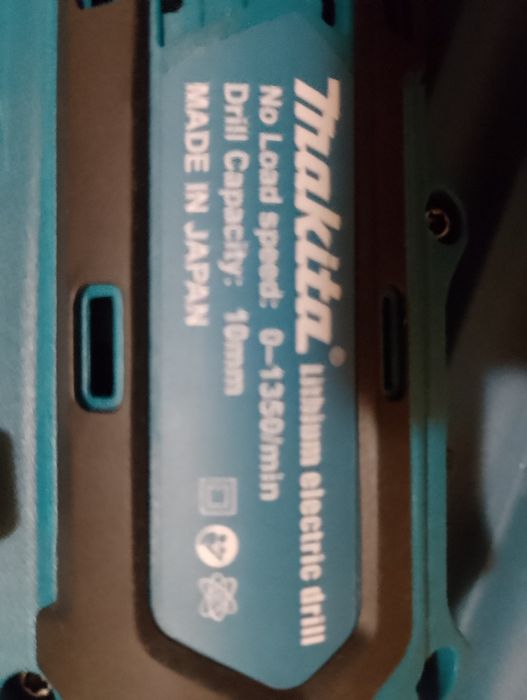 makita® Lithium electric drill
No Load speed: 0-1350/min
Drill Capacity: 10mm
MADE IN JAPAN